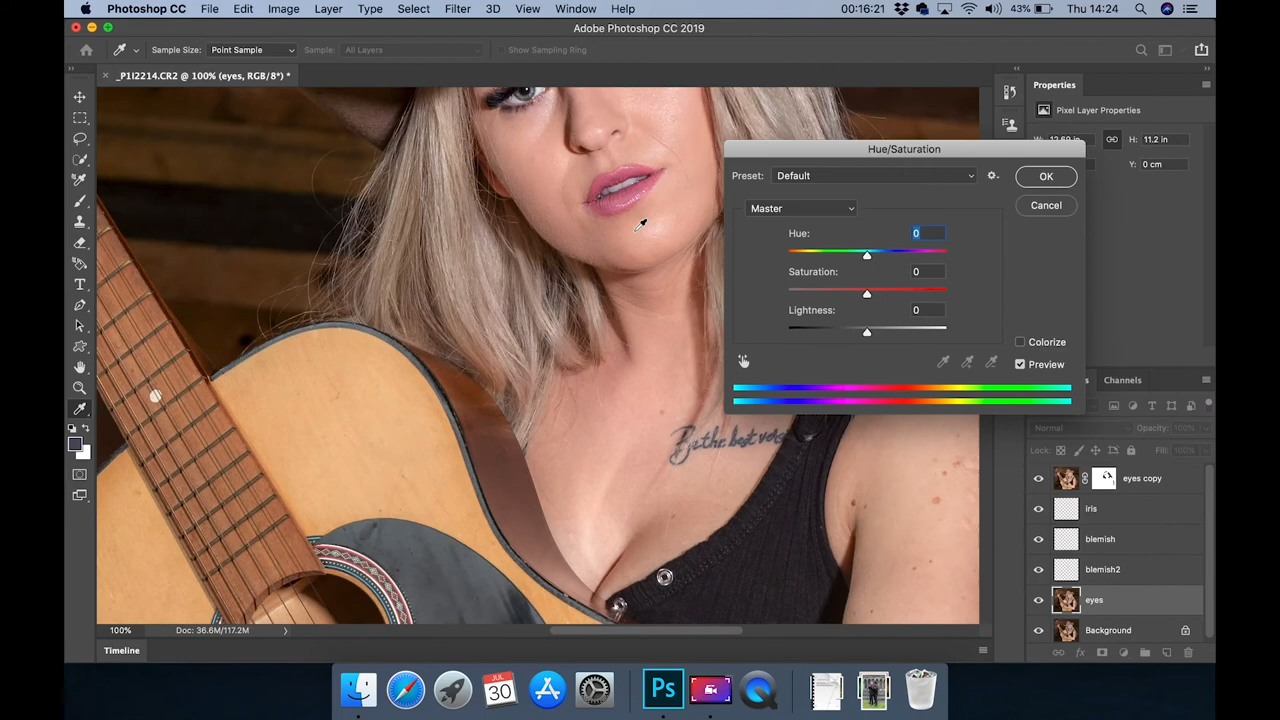 Photoshop CC File Edit Image Layer Type Select Filter 3D View Window Help 00:16:21 43% Thu 14:24
Adobe Photoshop CC 2019
Sample Size: Point Sample Sample: All Layers Show Sampling Ring
_P1I2214.CR2 @ 100% (eyes, RGB/8*) *
Properties
Pixel Layer Properties
H: 11.2 in
Y: 0 cm
Hue/Saturation
Preset: Default
OK
Master
Cancel
Hue: 0
Saturation: 0
Lightness: 0
Colorize
Preview
Channels
Normal Opacity: 100%
Lock: Fill: 100%
eyes copy
iris
blemish
blemish2
eyes
Background
100% Doc: 36.6M/117.2M
Timeline
JUL
30
Ps